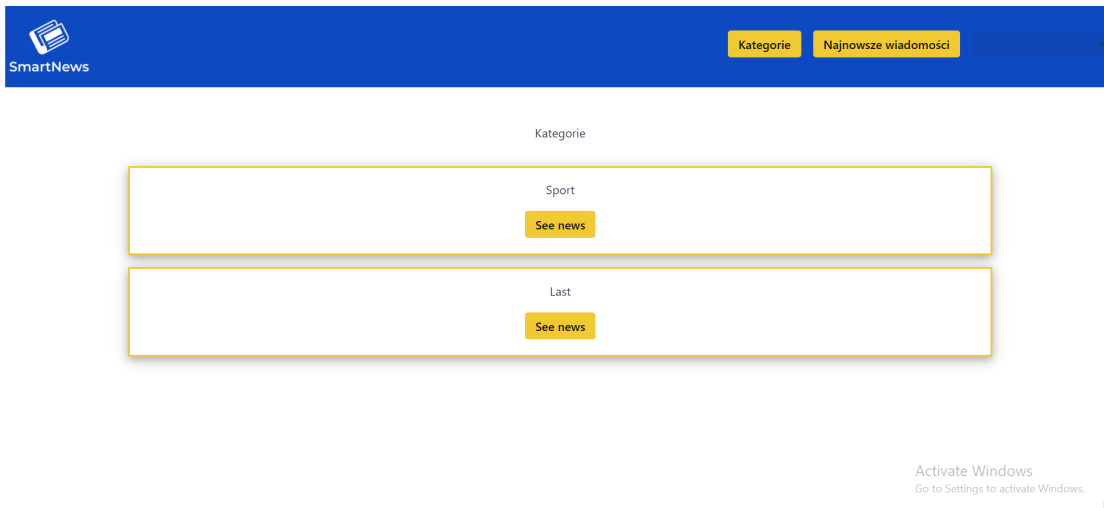 SmartNews
Kategorie
Najnowsze wiadomości
Kategorie
Sport
See news
Last
See news
Activate Windows
Go to Settings to activate Windows.